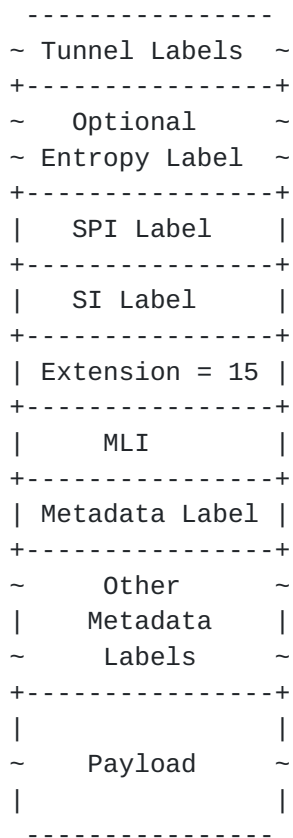 ---------------
~ Tunnel Labels  ~
+----------------+
~    Optional    ~
~ Entropy Label  ~
+----------------+
|   SPI Label    |
+----------------+
|   SI Label     |
+----------------+
| Extension = 15 |
+----------------+
|     MLI        |
+----------------+
| Metadata Label |
+----------------+
~     Other      ~
|    Metadata    |
~     Labels     ~
+----------------+
|                |
~    Payload     ~
|                |
 ----------------